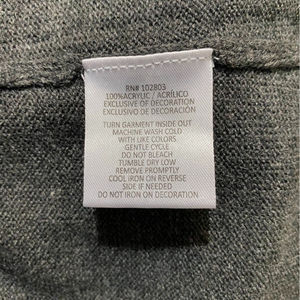 RN# 102803
100%ACRYLIC / ACRÍLICO
EXCLUSIVE OF DECORATION
EXCLUSIVO DE DECORACIÓN
TURN GARMENT INSIDE OUT
MACHINE WASH COLD
WITH LIKE COLORS
GENTLE CYCLE
DO NOT BLEACH
TUMBLE DRY LOW
REMOVE PROMPTLY
COOL IRON ON REVERSE
SIDE IF NEEDED
DO NOT IRON ON DECORATION